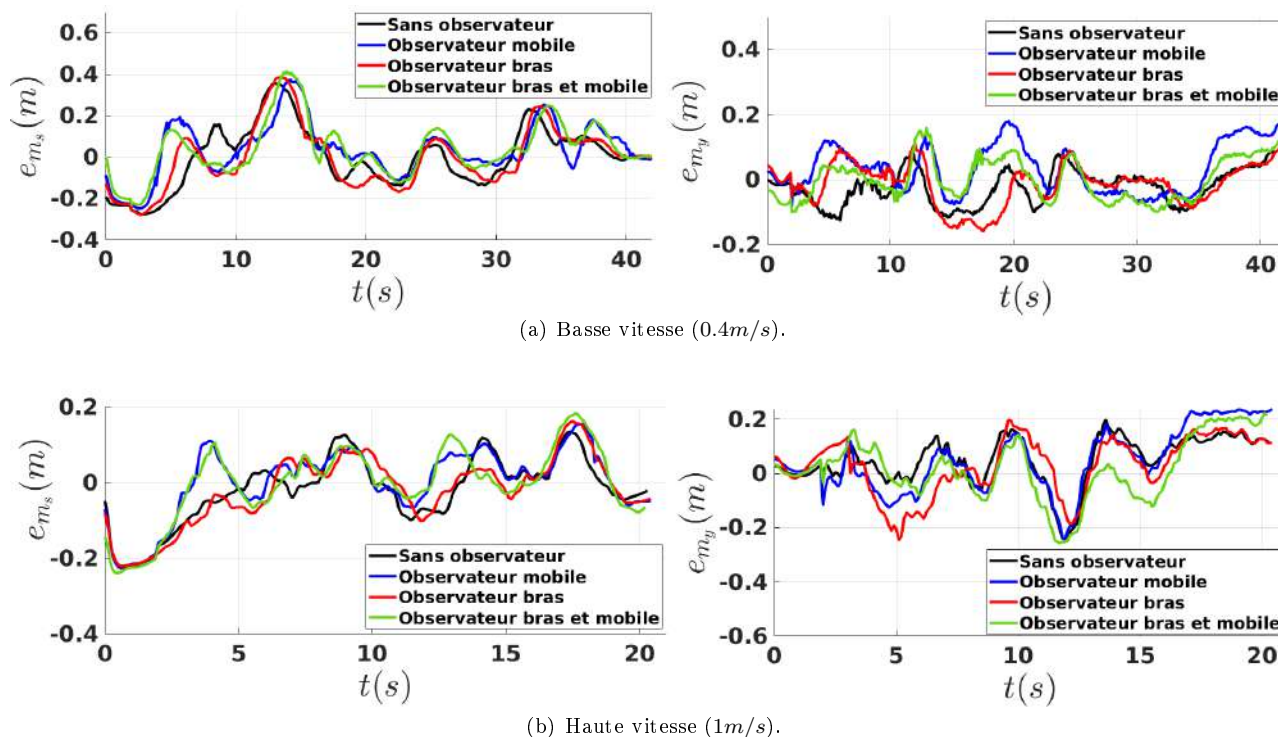 0.6
0.4
0.2
0
-0.2
-0.4
e_{m_s}(m)
Sans observateur
Observateur mobile
Observateur bras
Observateur bras et mobile
0 10 20 30 40
t(s)
0.4
0.2
0
-0.2
e_{m_y}(m)
Sans observateur
Observateur mobile
Observateur bras
Observateur bras et mobile
0 10 20 30 40
t(s)
(a) Basse vitesse (0.4m/s).
0.2
0
-0.2
-0.4
e_{m_s}(m)
Sans observateur
Observateur mobile
Observateur bras
Observateur bras et mobile
0 5 10 15 20
t(s)
0.2
0
-0.2
-0.4
-0.6
e_{m_y}(m)
Sans observateur
Observateur mobile
Observateur bras
Observateur bras et mobile
0 5 10 15 20
t(s)
(b) Haute vitesse (1m/s).